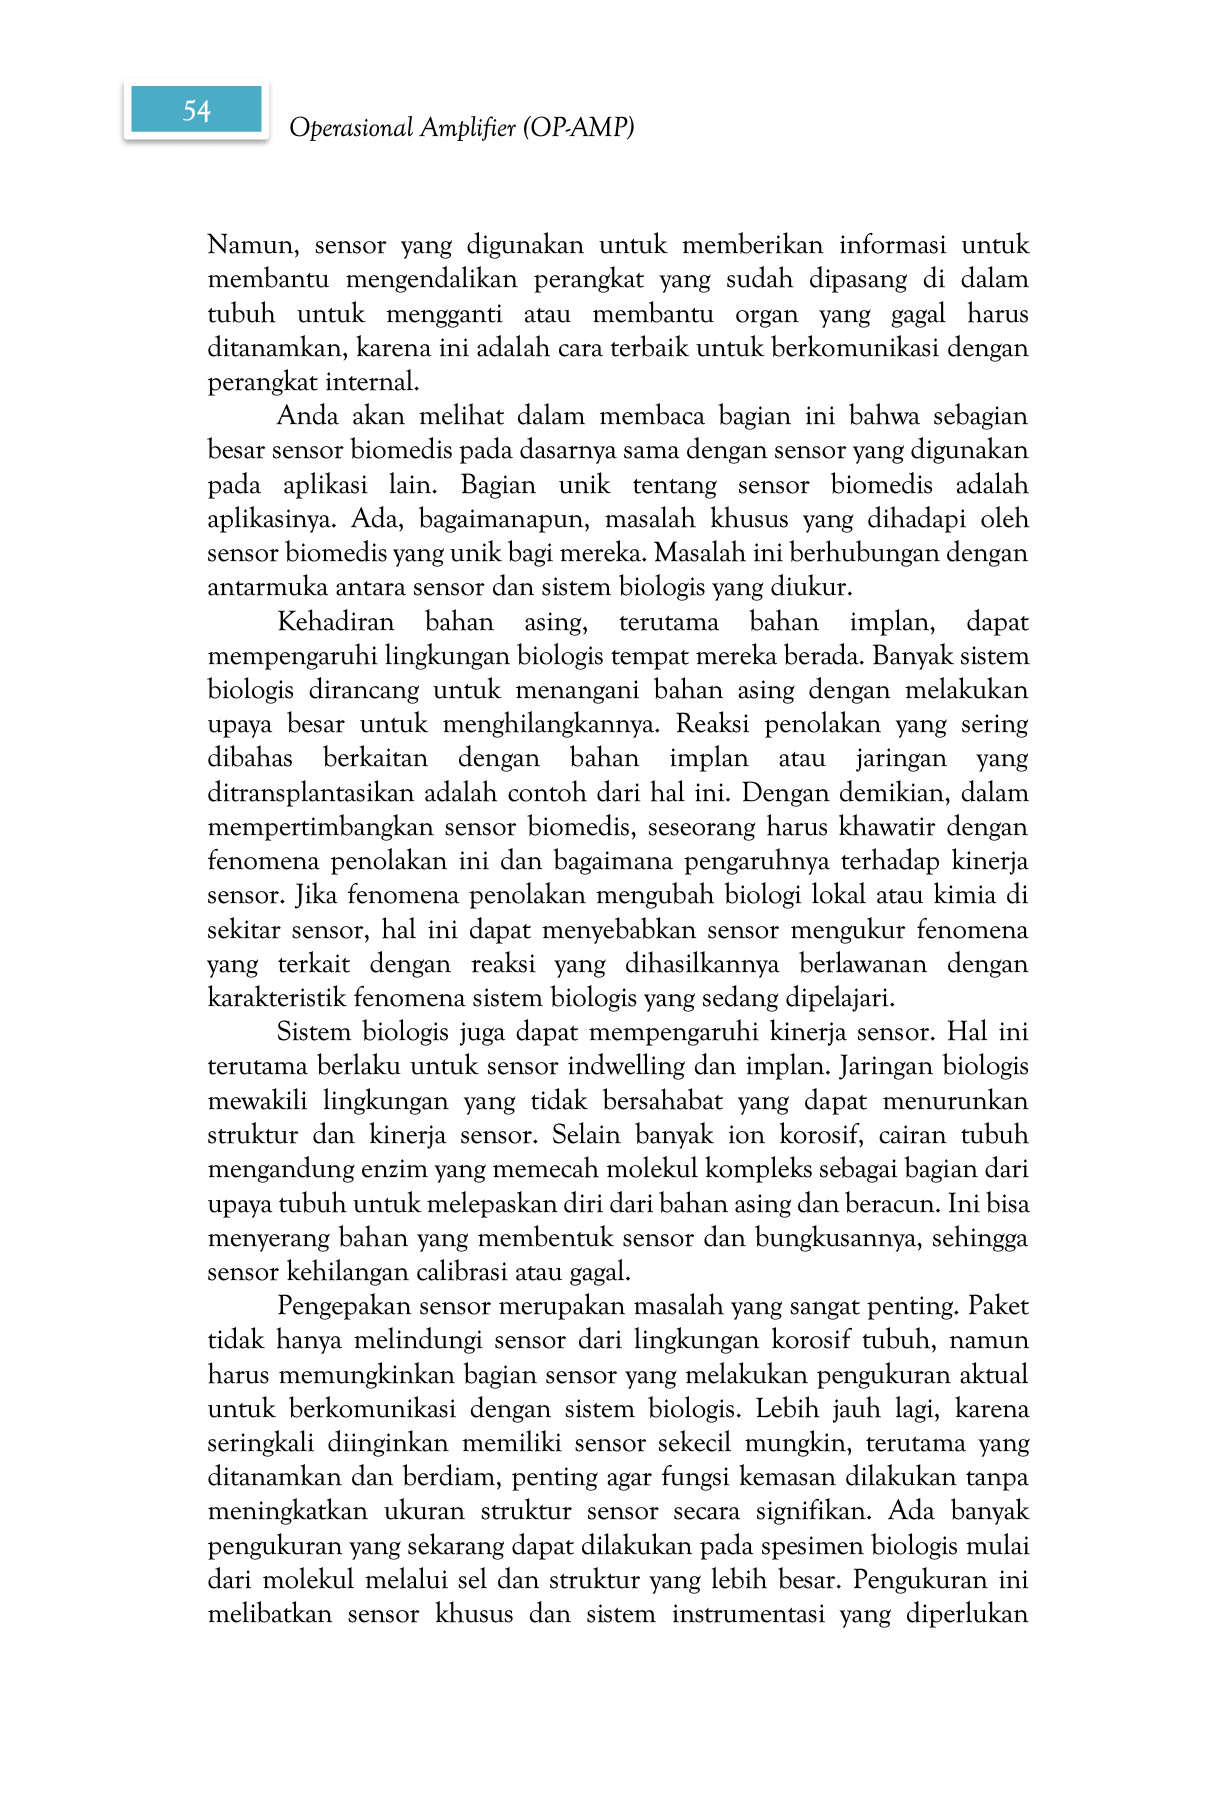 54
Operasional Amplifier (OP-AMP)
Namun, sensor yang digunakan untuk memberikan informasi untuk
membantu mengendalikan perangkat yang sudah dipasang di dalam
tubuh untuk mengganti atau membantu organ yang gagal harus
ditanamkan, karena ini adalah cara terbaik untuk berkomunikasi dengan
perangkat internal.
Anda akan melihat dalam membaca bagian ini bahwa sebagian
besar sensor biomedis pada dasarnya sama dengan sensor yang digunakan
pada aplikasi lain. Bagian unik tentang sensor biomedis adalah
aplikasinya. Ada, bagaimanapun, masalah khusus yang dihadapi oleh
sensor biomedis yang unik bagi mereka. Masalah ini berhubungan dengan
antarmuka antara sensor dan sistem biologis yang diukur.
Kehadiran bahan asing, terutama bahan implan, dapat
mempengaruhi lingkungan biologis tempat mereka berada. Banyak sistem
biologis dirancang untuk menangani bahan asing dengan melakukan
upaya besar untuk menghilangkannya. Reaksi penolakan yang sering
dibahas berkaitan dengan bahan implan atau jaringan yang
ditransplantasikan adalah contoh dari hal ini. Dengan demikian, dalam
mempertimbangkan sensor biomedis, seseorang harus khawatir dengan
fenomena penolakan ini dan bagaimana pengaruhnya terhadap kinerja
sensor. Jika fenomena penolakan mengubah biologi lokal atau kimia di
sekitar sensor, hal ini dapat menyebabkan sensor mengukur fenomena
yang terkait dengan reaksi yang dihasilkannya berlawanan dengan
karakteristik fenomena sistem biologis yang sedang dipelajari.
Sistem biologis juga dapat mempengaruhi kinerja sensor. Hal ini
terutama berlaku untuk sensor indwelling dan implan. Jaringan biologis
mewakili lingkungan yang tidak bersahabat yang dapat menurunkan
struktur dan kinerja sensor. Selain banyak ion korosif, cairan tubuh
mengandung enzim yang memecah molekul kompleks sebagai bagian dari
upaya tubuh untuk melepaskan diri dari bahan asing dan beracun. Ini bisa
menyerang bahan yang membentuk sensor dan bungkusannya, sehingga
sensor kehilangan calibrasi atau gagal.
Pengepakan sensor merupakan masalah yang sangat penting. Paket
tidak hanya melindungi sensor dari lingkungan korosif tubuh, namun
harus memungkinkan bagian sensor yang melakukan pengukuran aktual
untuk berkomunikasi dengan sistem biologis. Lebih jauh lagi, karena
seringkali diinginkan memiliki sensor sekecil mungkin, terutama yang
ditanamkan dan berdiam, penting agar fungsi kemasan dilakukan tanpa
meningkatkan ukuran struktur sensor secara signifikan. Ada banyak
pengukuran yang sekarang dapat dilakukan pada spesimen biologis mulai
dari molekul melalui sel dan struktur yang lebih besar. Pengukuran ini
melibatkan sensor khusus dan sistem instrumentasi yang diperlukan